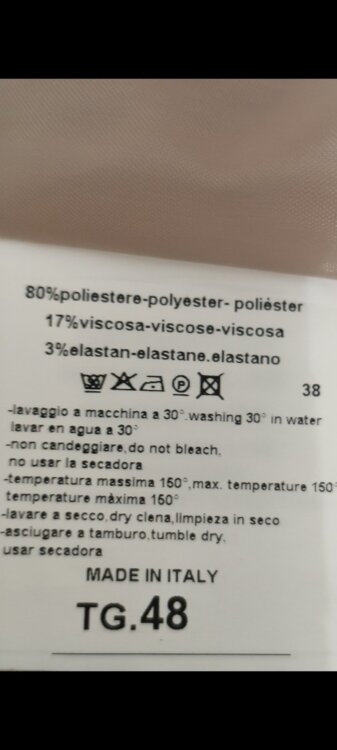 80%poliestere-polyester- poliéster
17%viscosa-viscose-viscosa
3%elastan-elastane.elastano
38
-lavaggio a macchina a 30°.washing 30° in water
lavar en agua a 30°
-non candeggiare,do not bleach,
no usar la secadora
-temperatura massima 150°,max. temperature 150°
temperature màxima 150°
-lavare a secco,dry clena,limpieza in seco
-asciugare a tamburo,tumble dry,
usar secadora
MADE IN ITALY
TG.48